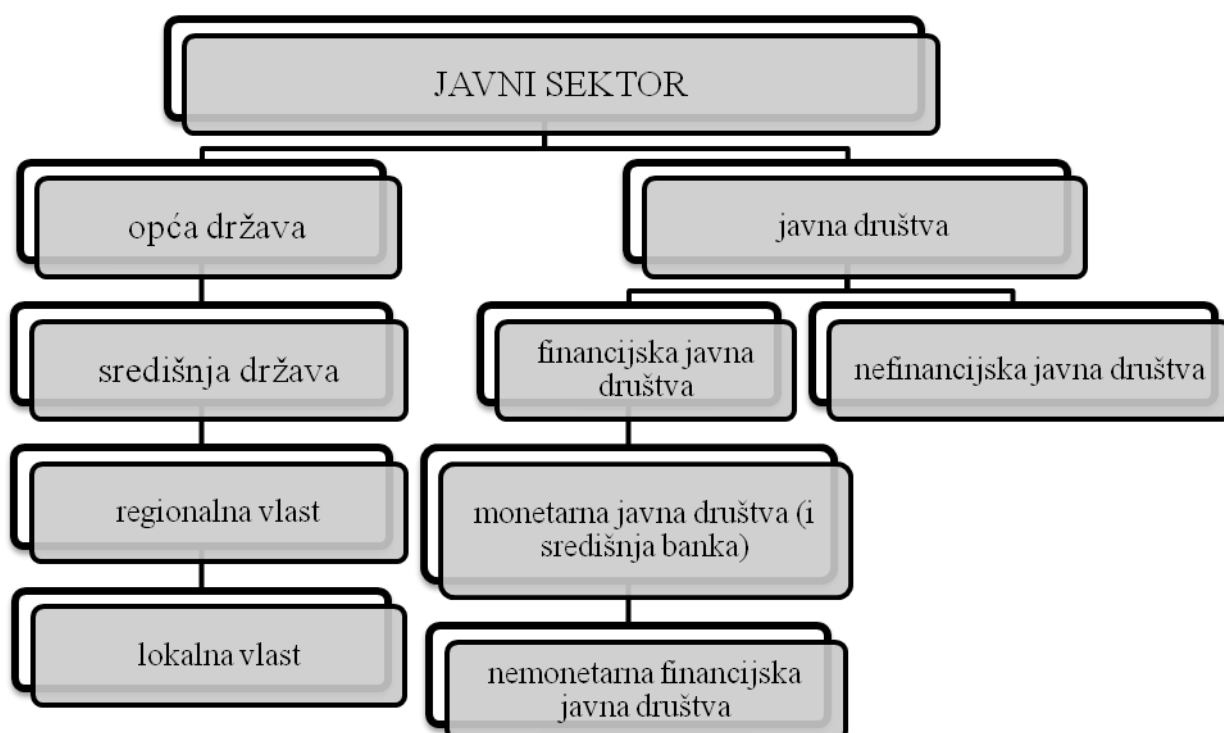 JAVNI SEKTOR
opća država
javna društva
središnja država
financijska javna
društva
nefinancijska javna društva
regionalna vlast
monetarna javna društva (i
središnja banka)
lokalna vlast
nemonetarna financijska
javna društva